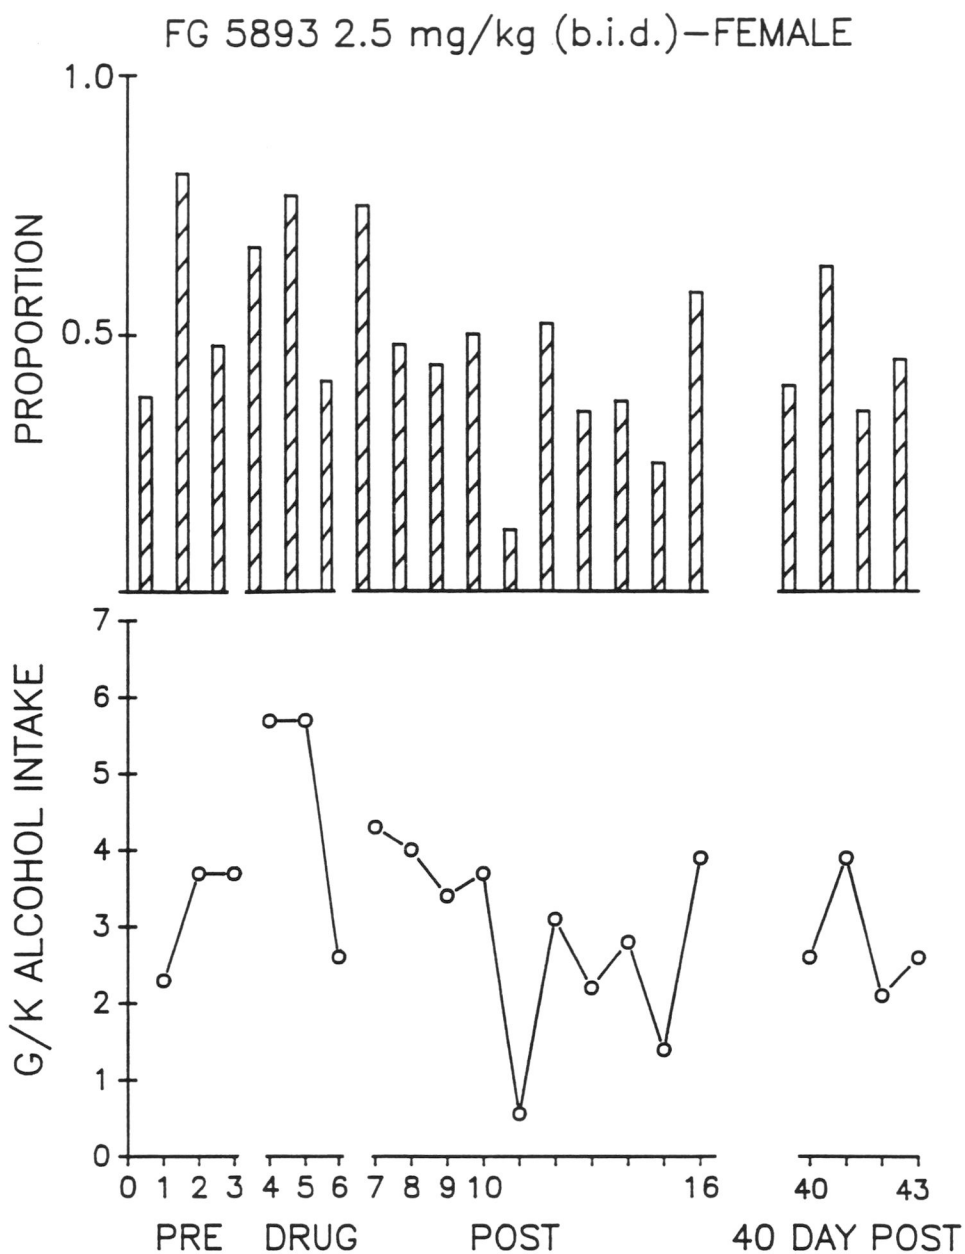 FG 5893 2.5 mg/kg (b.i.d.)-FEMALE
1.0
0.5
PROPORTION
7
6
5
4
3
2
1
0
G/K ALCOHOL INTAKE
0 1 2 3 4 5 6 7 8 9 10 16 40 43
PRE DRUG POST 40 DAY POST